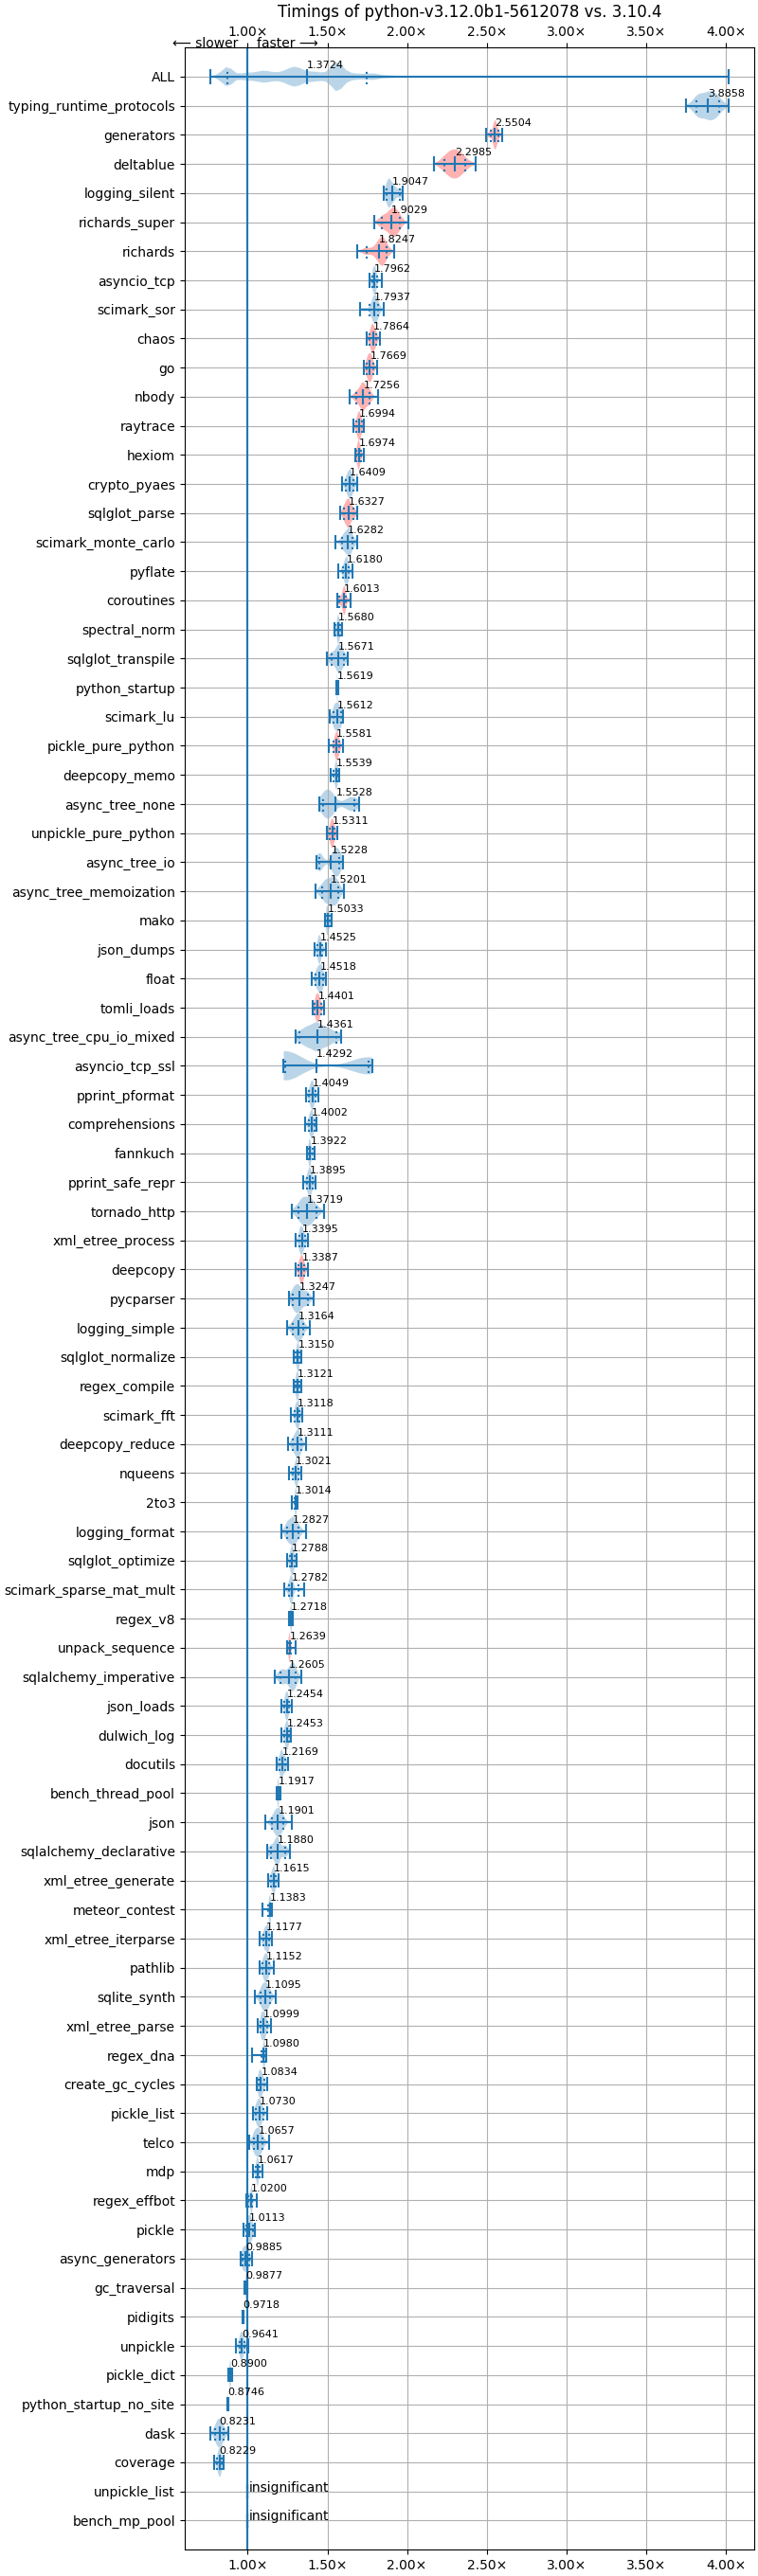 Timings of python-v3.12.0b1-5612078 vs. 3.10.4
1.00× 1.50× 2.00× 2.50× 3.00× 3.50× 4.00×
⟵ slower faster ⟶
ALL 1.3724
typing_runtime_protocols 3.8858
generators 2.5504
deltablue 2.2985
logging_silent 1.9047
richards_super 1.9029
richards 1.8247
asyncio_tcp 1.7962
scimark_sor 1.7937
chaos 1.7864
go 1.7669
nbody 1.7256
raytrace 1.6994
hexiom 1.6974
crypto_pyaes 1.6409
sqlglot_parse 1.6327
scimark_monte_carlo 1.6282
pyflate 1.6180
coroutines 1.6013
spectral_norm 1.5680
sqlglot_transpile 1.5671
python_startup 1.5619
scimark_lu 1.5612
pickle_pure_python 1.5581
deepcopy_memo 1.5539
async_tree_none 1.5528
unpickle_pure_python 1.5311
async_tree_io 1.5228
async_tree_memoization 1.5201
mako 1.5033
json_dumps 1.4525
float 1.4518
tomli_loads 1.4401
async_tree_cpu_io_mixed 1.4361
asyncio_tcp_ssl 1.4292
pprint_pformat 1.4049
comprehensions 1.4002
fannkuch 1.3922
pprint_safe_repr 1.3895
tornado_http 1.3719
xml_etree_process 1.3395
deepcopy 1.3387
pycparser 1.3247
logging_simple 1.3164
sqlglot_normalize 1.3150
regex_compile 1.3121
scimark_fft 1.3118
deepcopy_reduce 1.3111
nqueens 1.3021
2to3 1.3014
logging_format 1.2827
sqlglot_optimize 1.2788
scimark_sparse_mat_mult 1.2782
regex_v8 1.2718
unpack_sequence 1.2639
sqlalchemy_imperative 1.2605
json_loads 1.2454
dulwich_log 1.2453
docutils 1.2169
bench_thread_pool 1.1917
json 1.1901
sqlalchemy_declarative 1.1880
xml_etree_generate 1.1615
meteor_contest 1.1383
xml_etree_iterparse 1.1177
pathlib 1.1152
sqlite_synth 1.1095
xml_etree_parse 1.0999
regex_dna 1.0980
create_gc_cycles 1.0834
pickle_list 1.0730
telco 1.0657
mdp 1.0617
regex_effbot 1.0200
pickle 1.0113
async_generators 0.9885
gc_traversal 0.9877
pidigits 0.9718
unpickle 0.9641
pickle_dict 0.8900
python_startup_no_site 0.8746
dask 0.8231
coverage 0.8229
unpickle_list insignificant
bench_mp_pool insignificant
1.00× 1.50× 2.00× 2.50× 3.00× 3.50× 4.00×